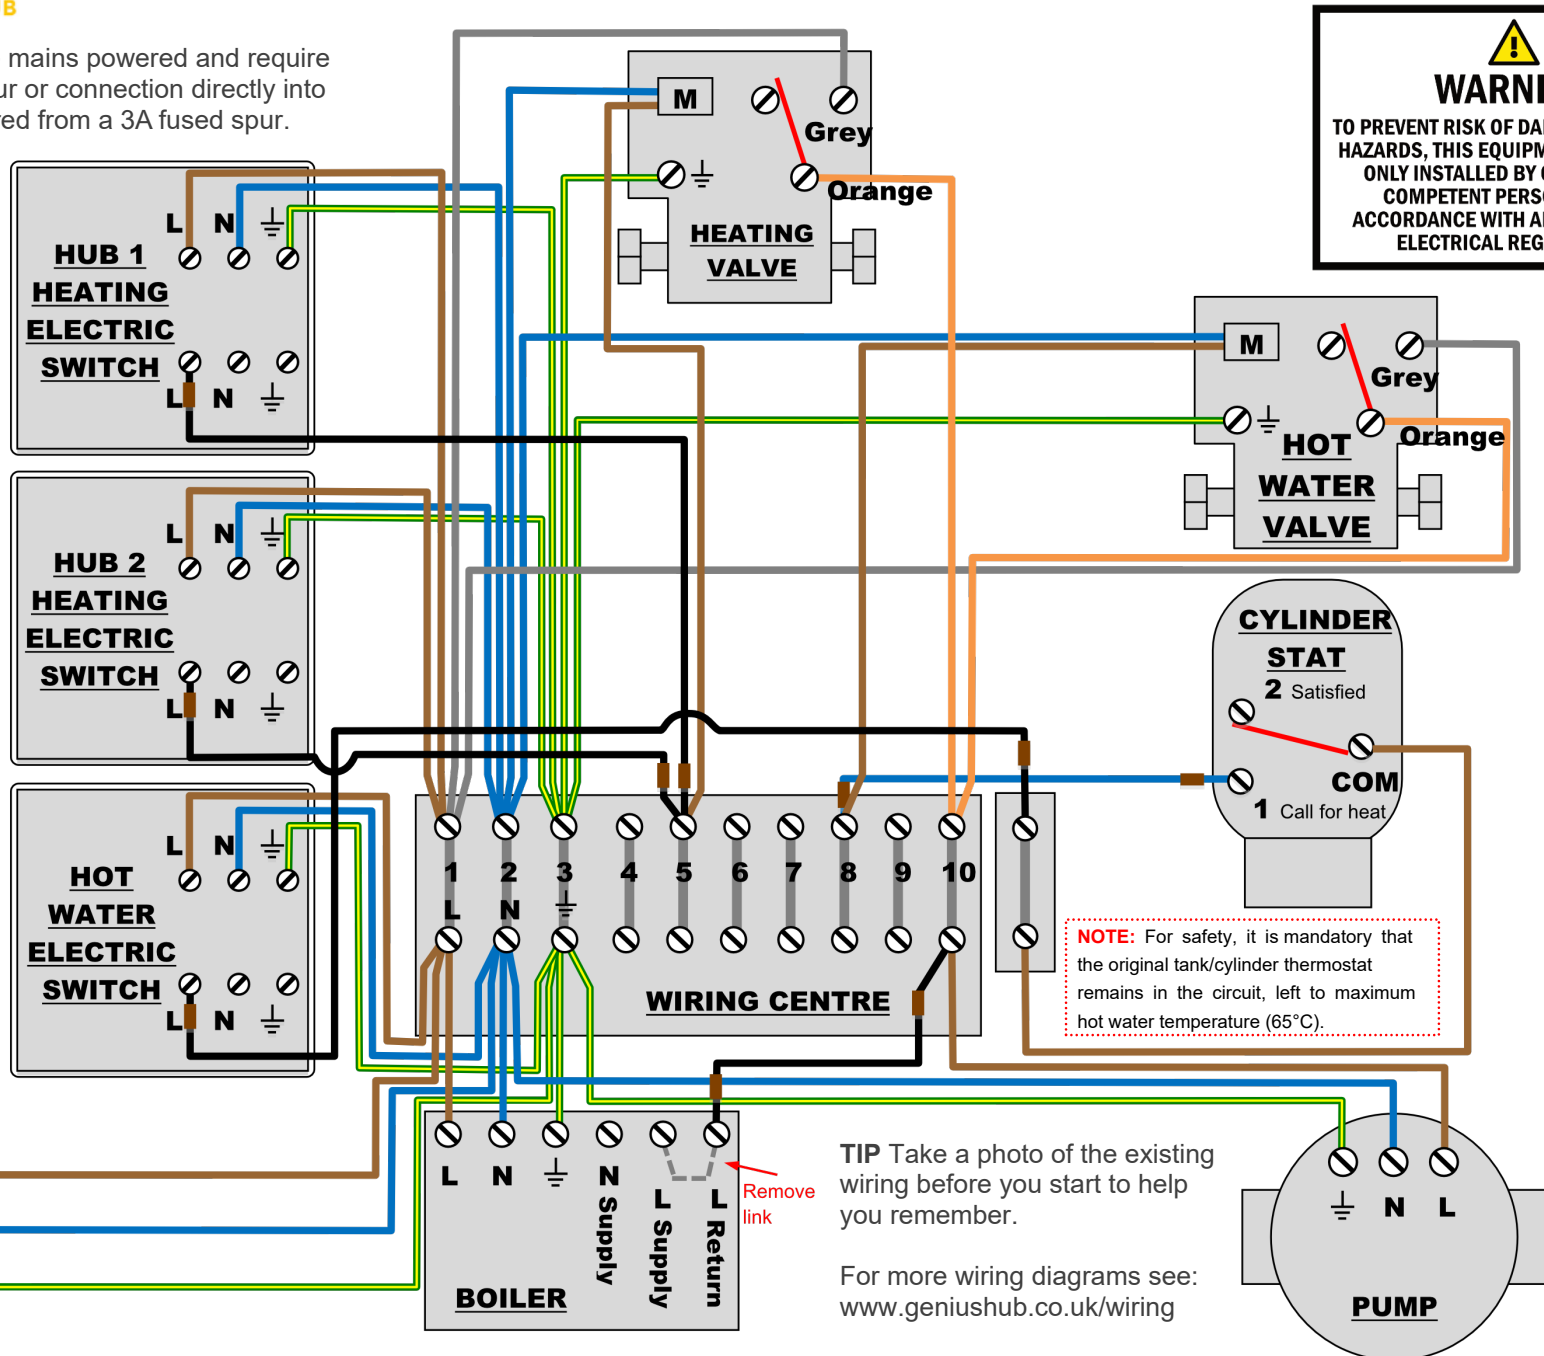 mains powered and require
or connection directly into
from a 3A fused spur.
WARN
TO PREVENT RISK OF
HAZARDS, THIS
ONLY INSTALLED BY
COMPETENT
ACCORDANCE WITH
ELECTRICAL
M
Grey
Orange
HEATING
VALVE
L N
HUB 1
HEATING
ELECTRIC
SWITCH
L N
M
Grey
Orange
HOT
WATER
VALVE
L N
HUB 2
HEATING
ELECTRIC
SWITCH
L N
CYLINDER
STAT
2 Satisfied
COM
1 Call for heat
L N
HOT
WATER
ELECTRIC
SWITCH
L N
1 2 3 4 5 6 7 8 9 10
L N
WIRING CENTRE
NOTE: For safety, it is mandatory that
the original tank/cylinder thermostat
remains in the circuit, left to maximum
hot water temperature (65°C).
L N N Supply L Supply L Return
Remove
link
BOILER
TIP Take a photo of the existing
wiring before you start to help
you remember.
For more wiring diagrams see:
www.geniushub.co.uk/wiring
N L
PUMP